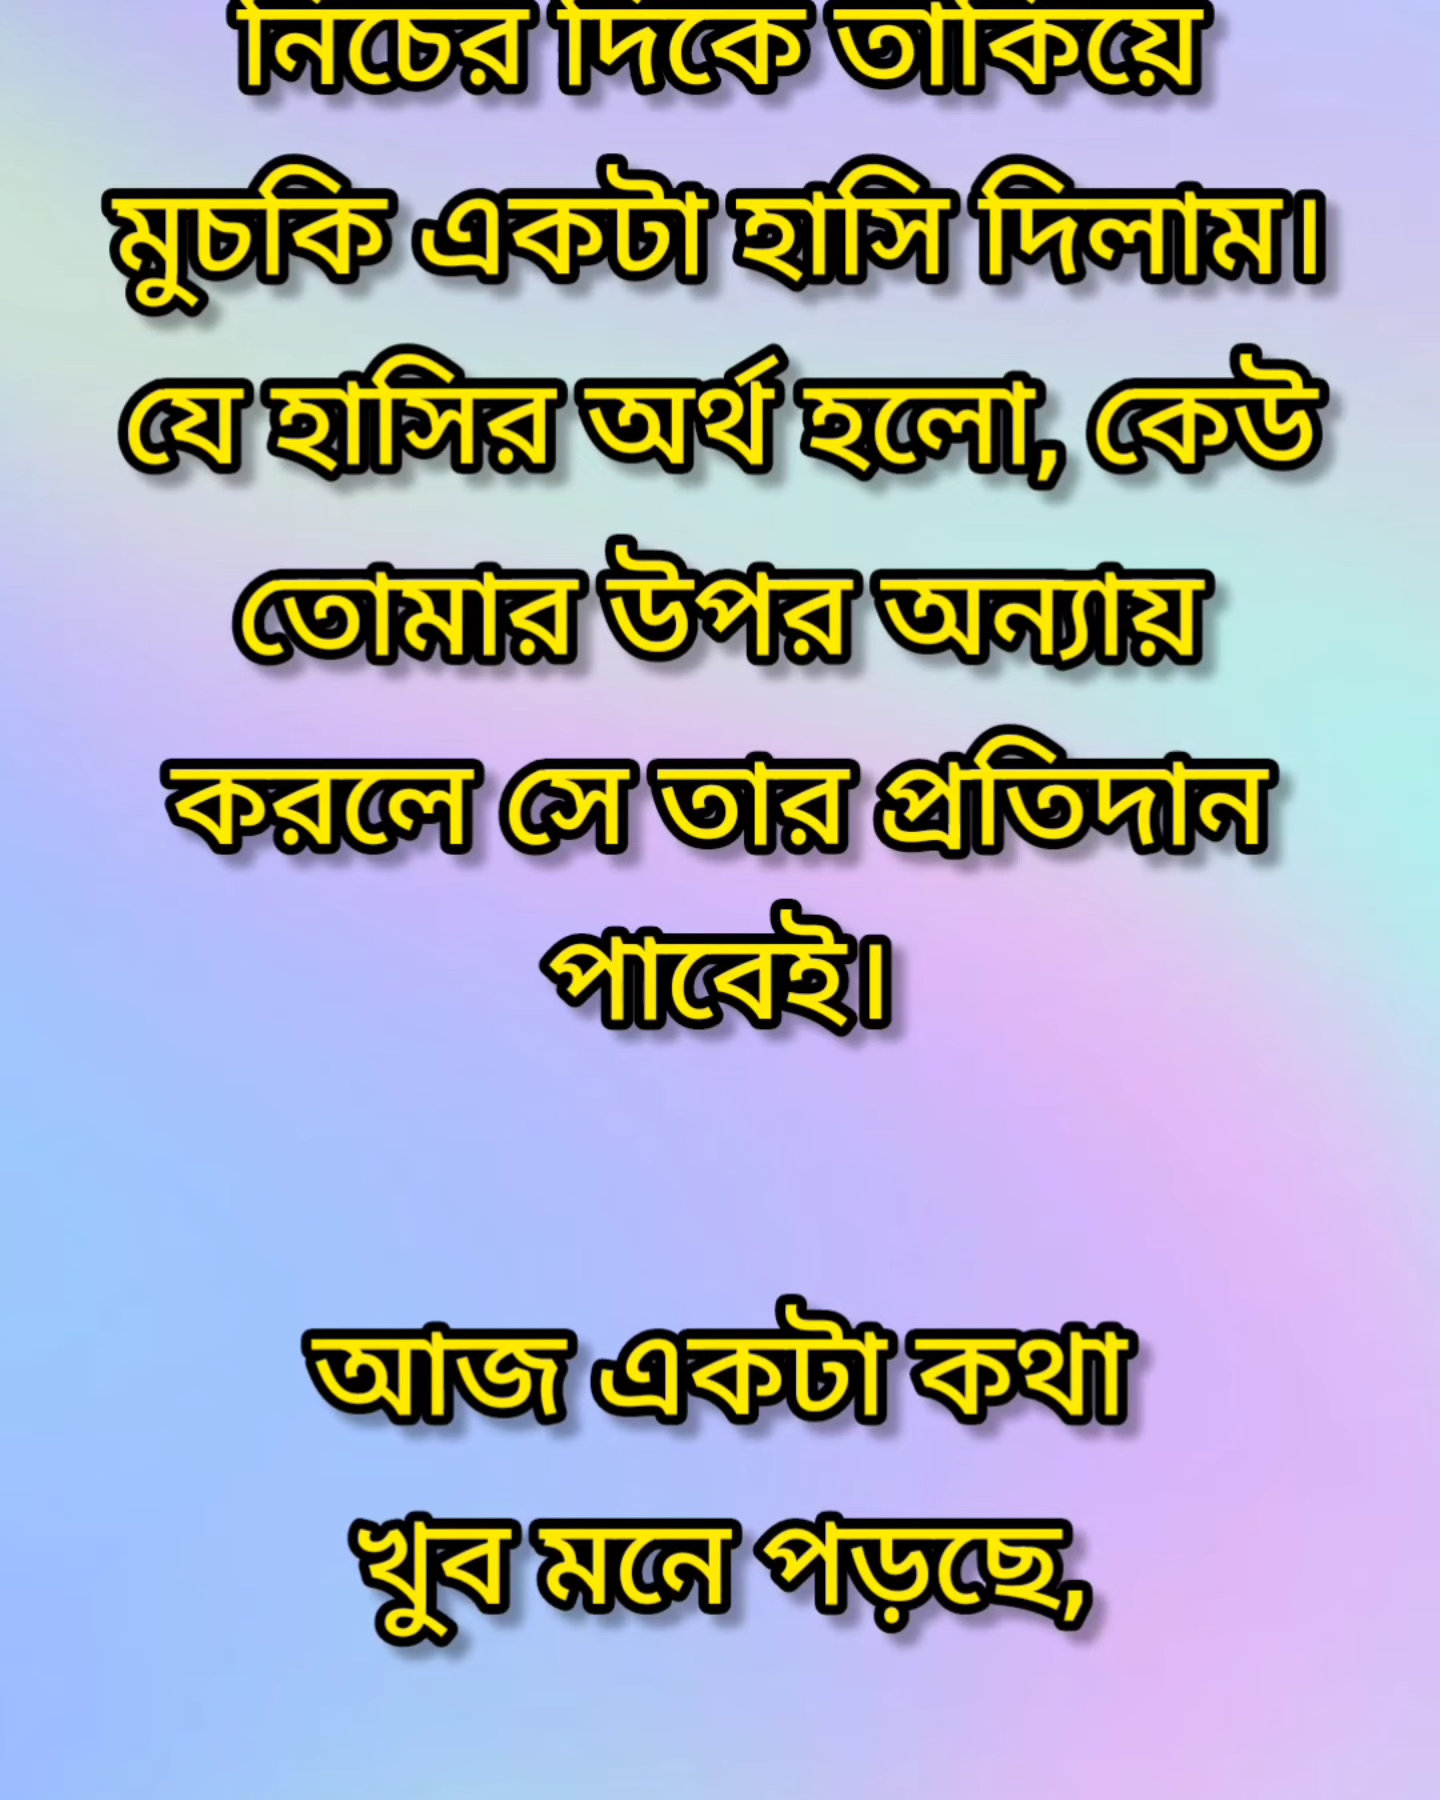 নিচের দিকে তাকিয়ে
মুচকি একটা হাসি দিলাম।
যে হাসির অর্থ হলো, কেউ
তোমার উপর অন্যায়
করলে সে তার প্রতিদান
পাবেই।
আজ একটা কথা
খুব মনে পড়ছে,